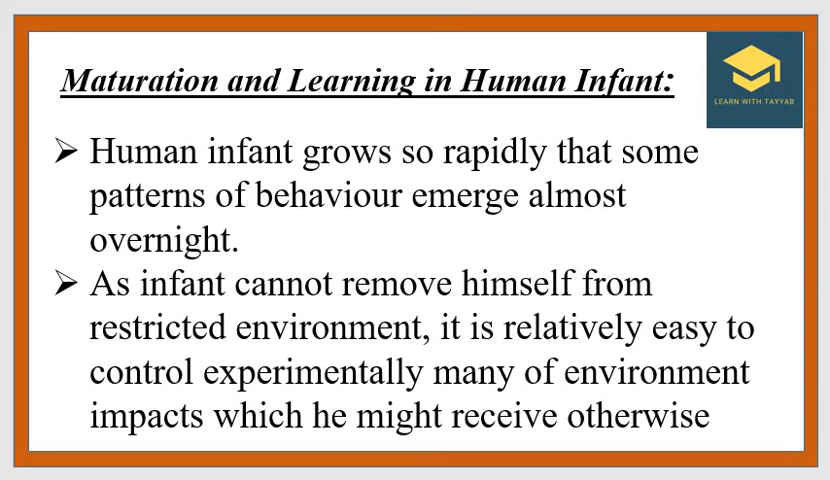 Maturation and Learning in Human Infant:
LEARN WITH TAYYAB
➢ Human infant grows so rapidly that some
patterns of behaviour emerge almost
overnight.
➢ As infant cannot remove himself from
restricted environment, it is relatively easy to
control experimentally many of environment
impacts which he might receive otherwise